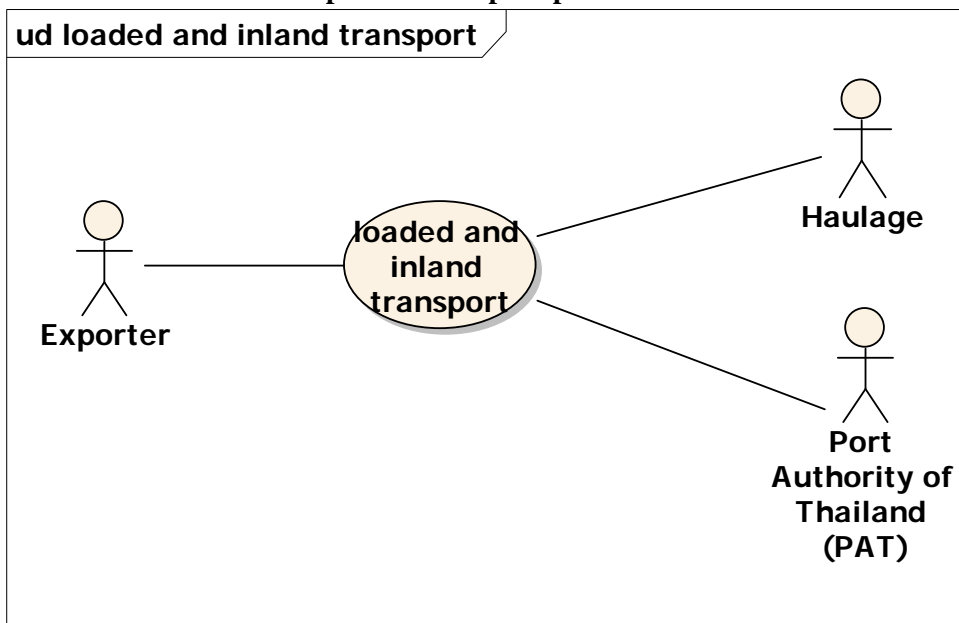 ud loaded and inland transport
Haulage
loaded and
inland
transport
Exporter
Port
Authority of
Thailand
(PAT)